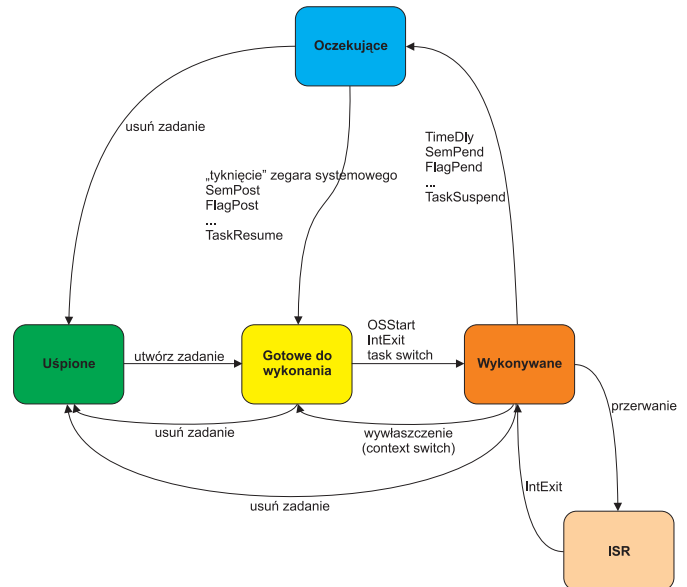 Oczekujące
usuń zadanie
TimeDly
SemPend
FlagPend
...
TaskSuspend
„tyknięcie” zegara systemowego
SemPost
FlagPost
...
TaskResume
Uśpione
utwórz zadanie
Gotowe do
wykonania
OSStart
IntExit
task switch
Wykonywane
przerwanie
usuń zadanie
wywłaszczenie
(context switch)
usuń zadanie
IntExit
ISR